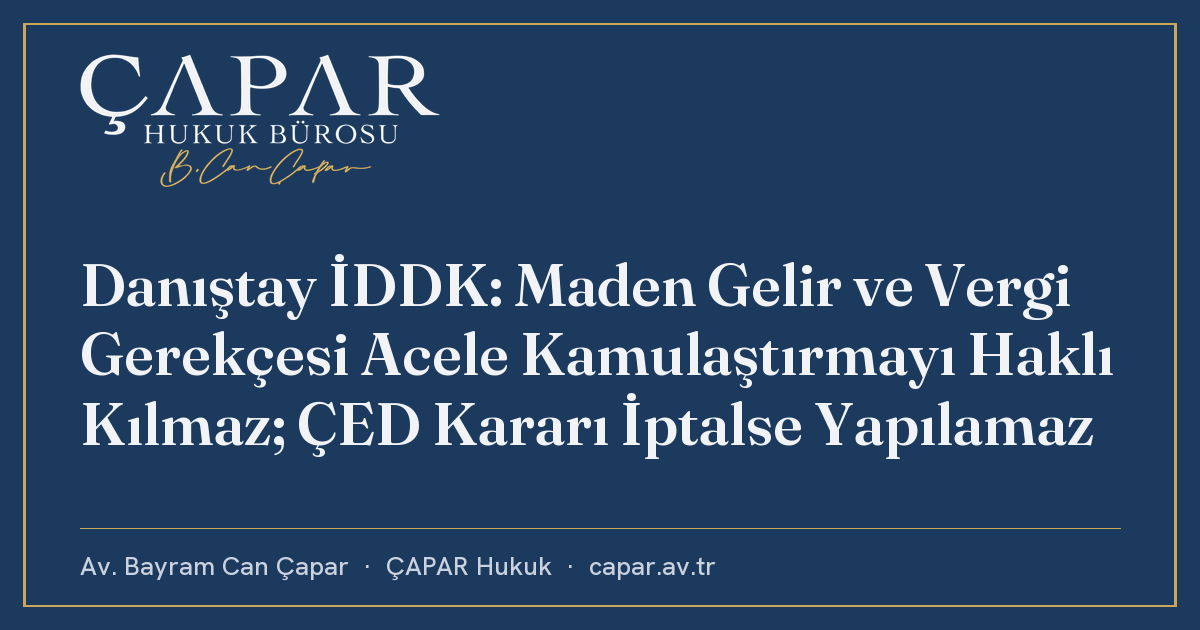 ÇAPAR
HUKUK BÜROSU
B.Can Çapar
Danıştay İDDK: Maden Gelir ve Vergi
Gerekçesi Acele Kamulaştırmayı Haklı
Kılmaz; ÇED Kararı İptalse Yapılamaz
Av. Bayram Can Çapar · ÇAPAR Hukuk · capar.av.tr